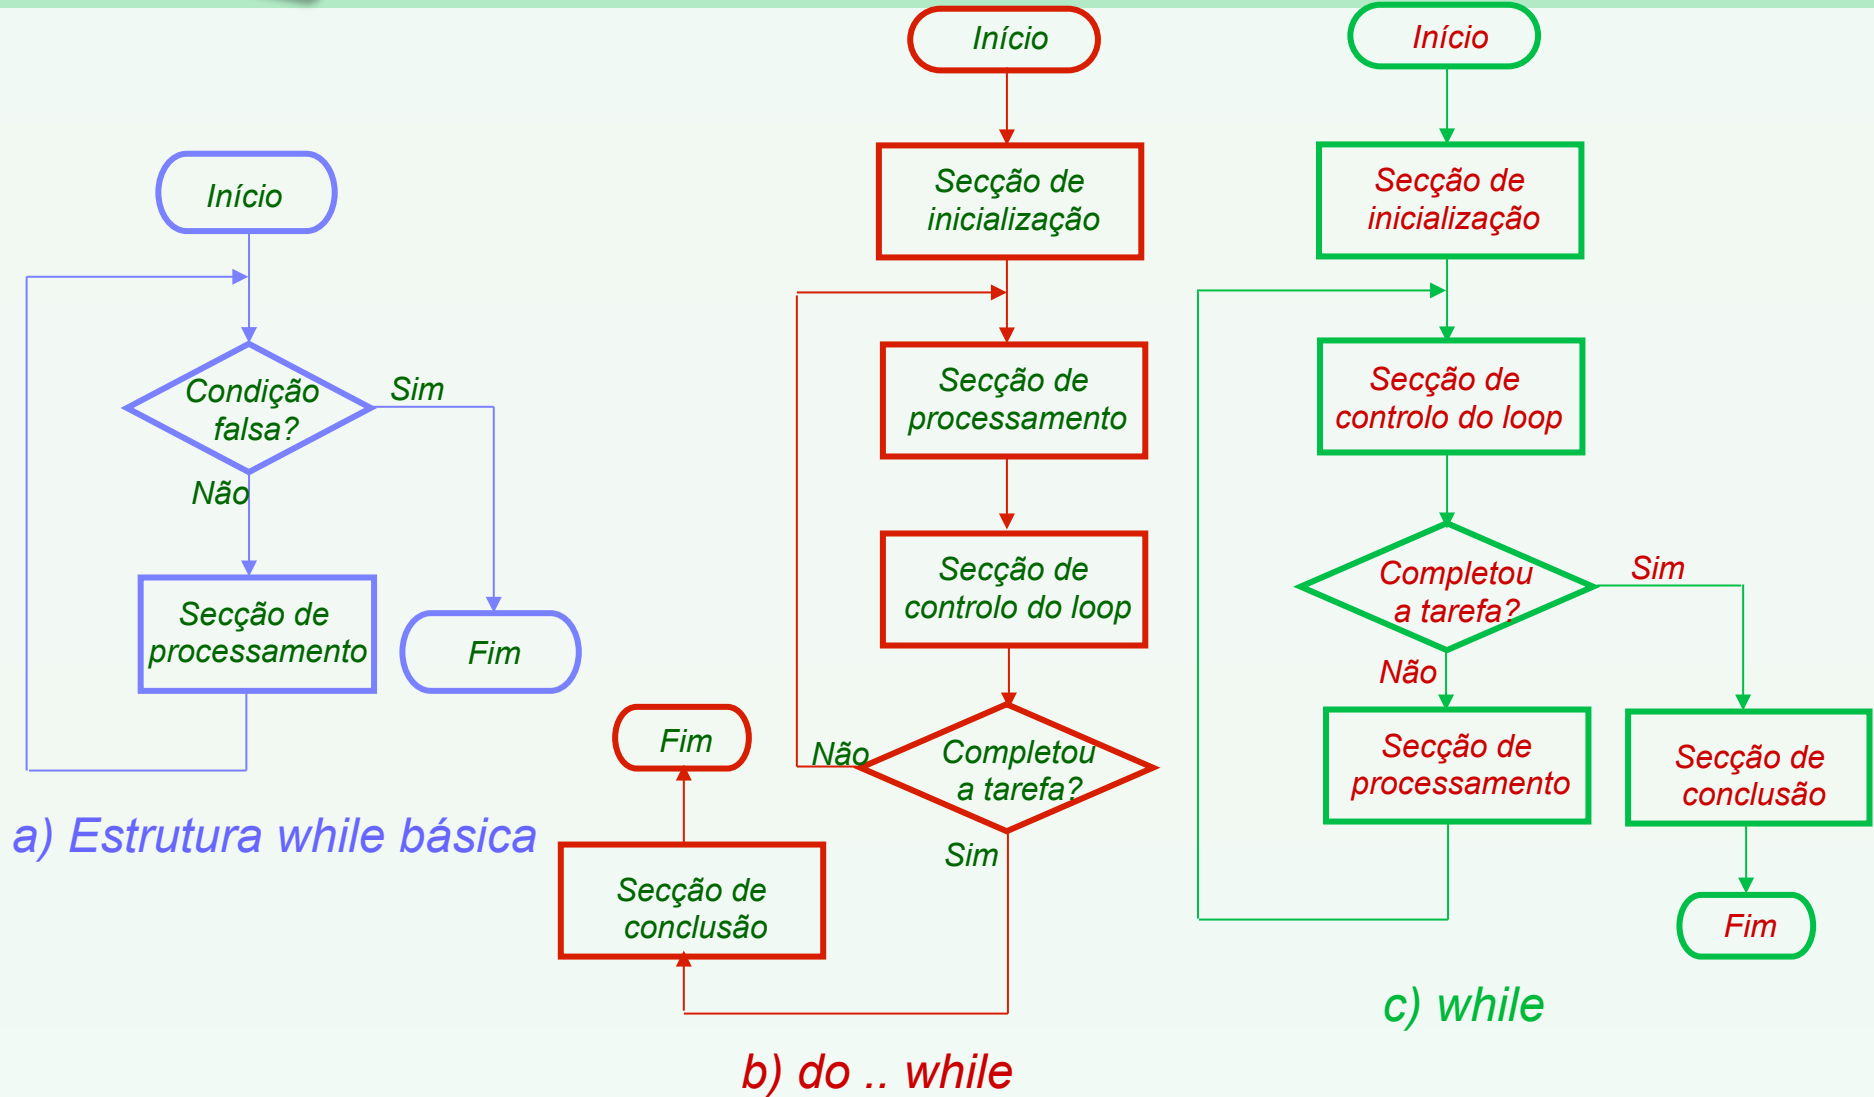 Início
Condição
falsa?
Sim
Não
Secção de
processamento
Fim
a) Estrutura while básica
Início
Secção de
inicialização
Secção de
processamento
Secção de
controlo do loop
Completou
a tarefa?
Não
Sim
Secção de
conclusão
Fim
b) do .. while
Início
Secção de
inicialização
Secção de
controlo do loop
Completou
a tarefa?
Sim
Não
Secção de
processamento
Secção de
conclusão
Fim
c) while